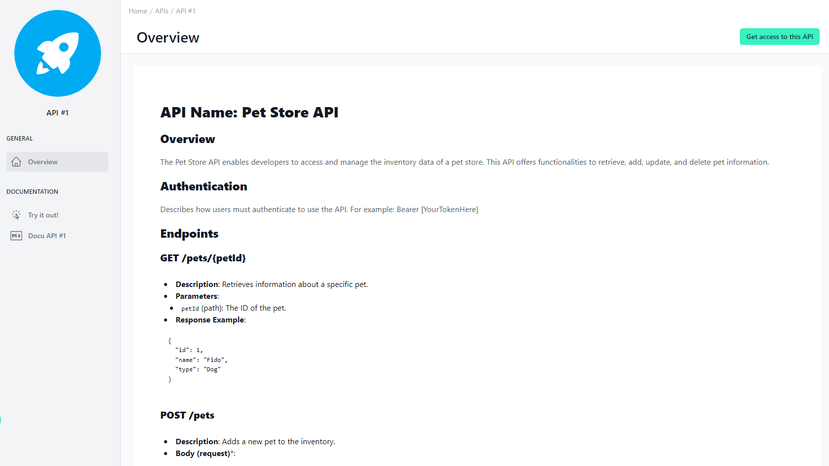 Home / APIs / API #1
Overview
Get access to this API
API #1
GENERAL
Overview
DOCUMENTATION
Try it out!
M↓ Docu API #1
API Name: Pet Store API
Overview
The Pet Store API enables developers to access and manage the inventory data of a pet store. This API offers functionalities to retrieve, add, update, and delete pet information.
Authentication
Describes how users must authenticate to use the API. For example: Bearer [YourTokenHere]
Endpoints
GET /pets/{petId}
• Description: Retrieves information about a specific pet.
• Parameters:
• petId (path): The ID of the pet.
• Response Example:
{
"id": 1,
"name": "Fido",
"type": "Dog"
}
POST /pets
• Description: Adds a new pet to the inventory.
• Body (request)*: